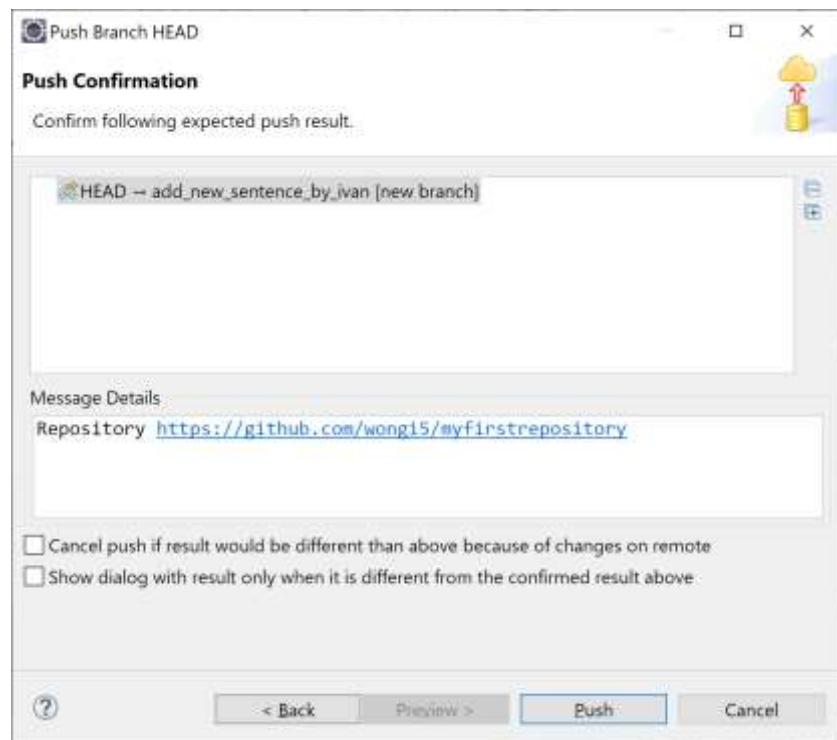 Push Branch HEAD
Push Confirmation
Confirm following expected push result.
HEAD → add_new_sentence_by_ivan [new branch]
Message Details
Repository https://github.com/wongi5/myfirstrepository
Cancel push if result would be different than above because of changes on remote
Show dialog with result only when it is different from the confirmed result above
< Back
Preview >
Push
Cancel